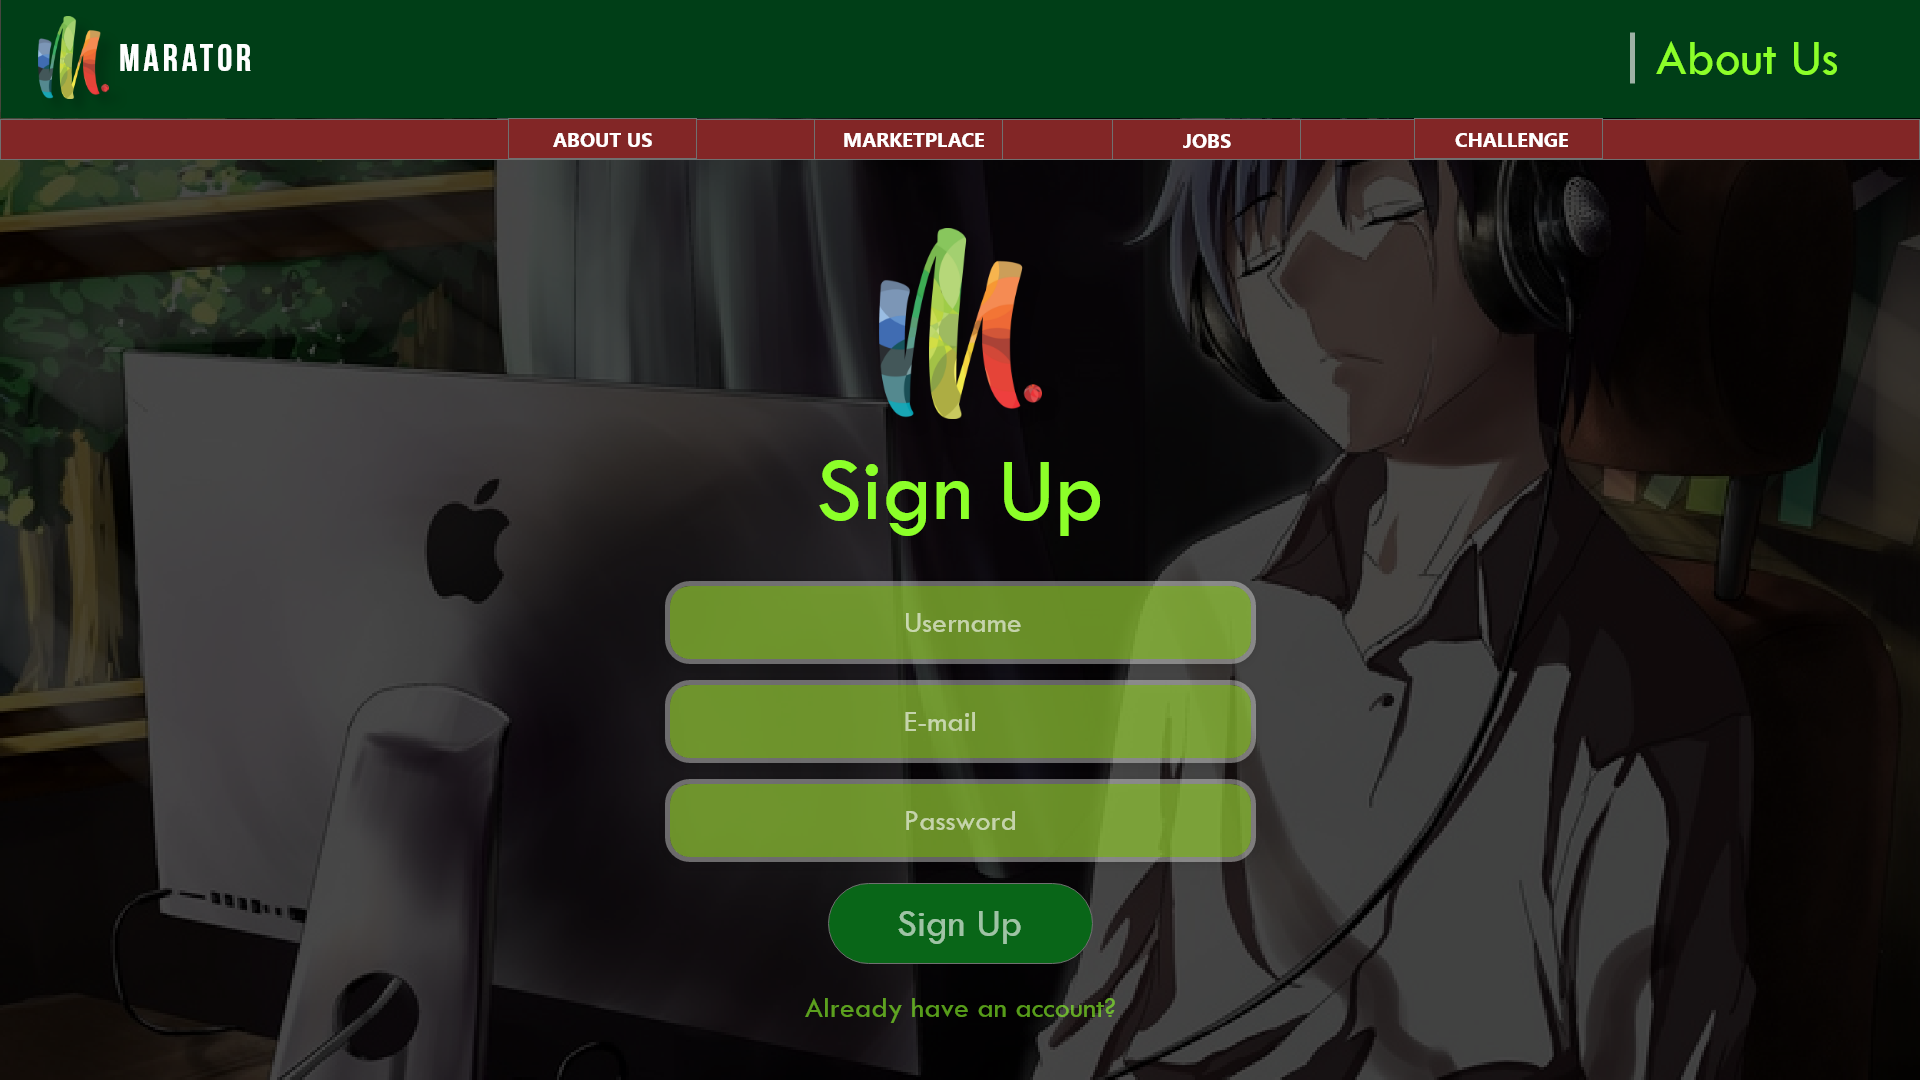 MARATOR
About Us
ABOUT US
MARKETPLACE
JOBS
CHALLENGE
Sign Up
Username
E-mail
Password
Sign Up
Already have an account?